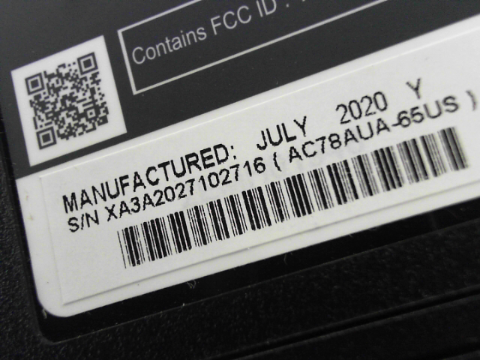 Contains FCC ID :
MANUFACTURED: JULY 2020 Y
S/N XA3A2027102716 ( AC78AUA-65US )